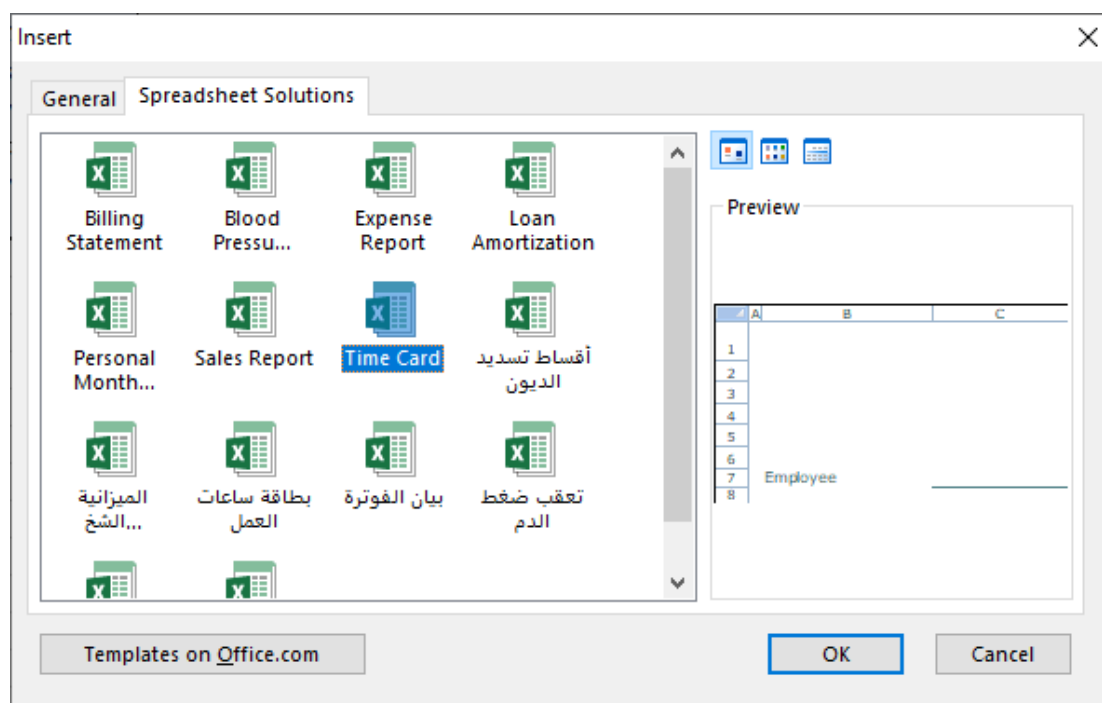 Insert
General
Spreadsheet Solutions
Billing
Statement
Blood
Pressu...
Expense
Report
Loan
Amortization
Personal
Month...
Sales Report
Time Card
أقساط تسديد
الديون
الميزانية
الشخ...
بطاقة ساعات
العمل
بيان الفوترة
تعقب ضغط
الدم
Preview
A B C
1
2
3
4
5
6
7 Employee
8
Templates on Office.com
OK
Cancel